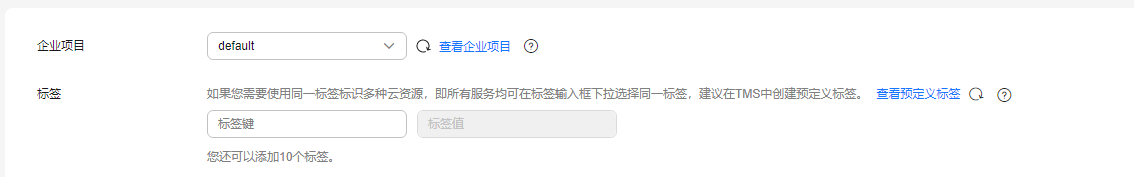 企业项目 default 查看企业项目
标签 如果您需要使用同一标签标识多种云资源，即所有服务均可在标签输入框下拉选择同一标签，建议在TMS中创建预定义标签。 查看预定义标签
标签键 标签值
您还可以添加10个标签。